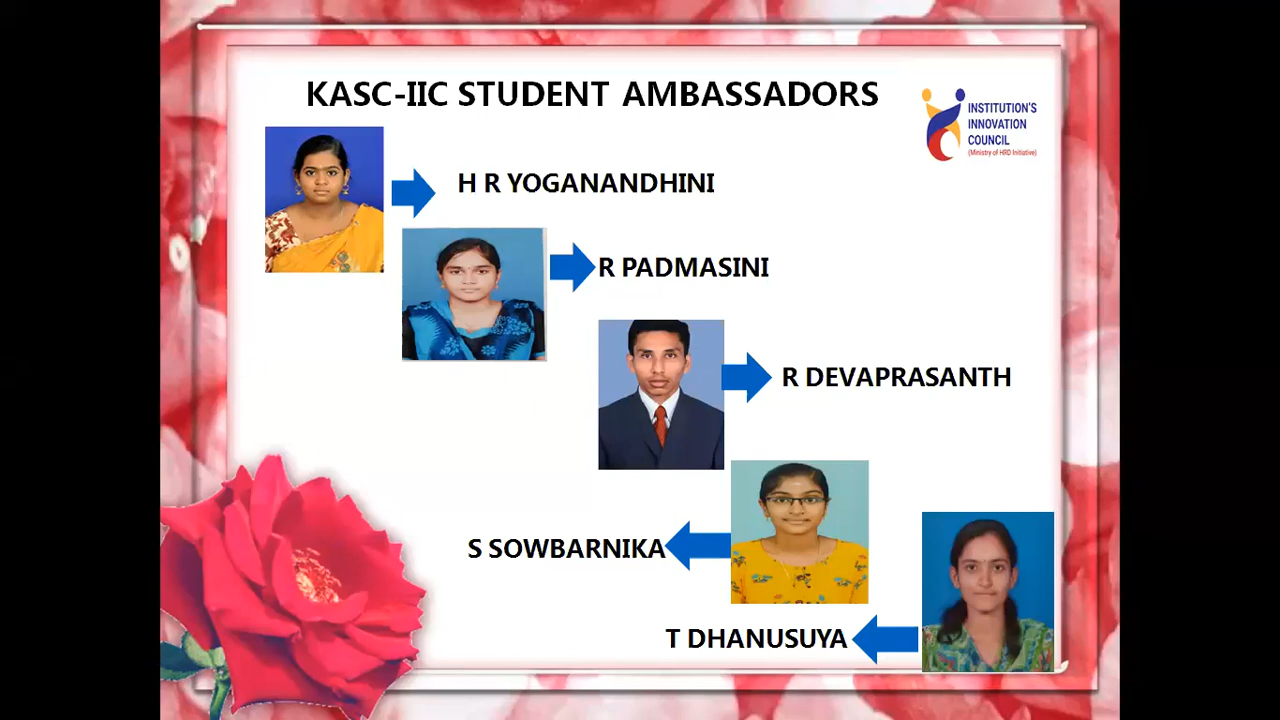 KASC-IIC STUDENT AMBASSADORS
INSTITUTION'S
INNOVATION
COUNCIL
(Ministry of HRD Initiative)
H R YOGANANDHINI
R PADMASINI
R DEVAPRASANTH
S SOWBARNIKA
T DHANUSUYA